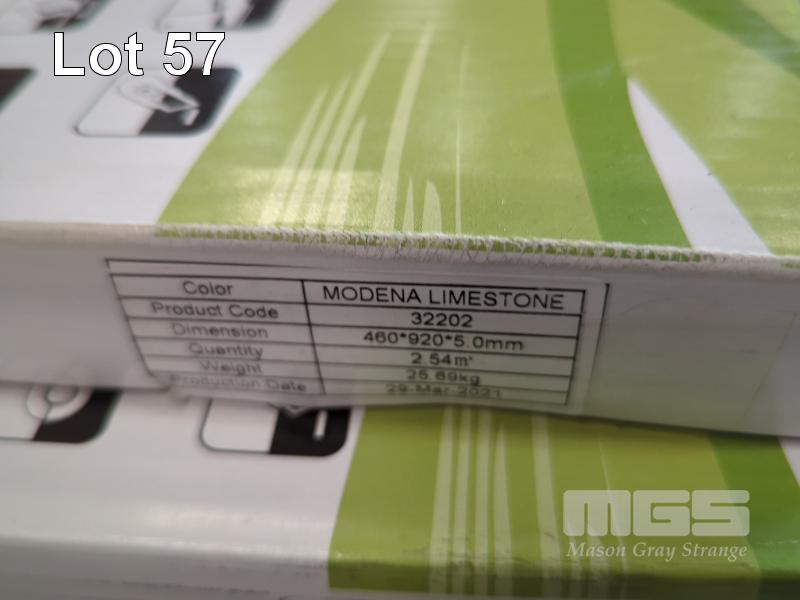 Lot 57
Color MODENA LIMESTONE
Product Code 32202
Dimension 460*920*5.0mm
Quantity 2.54m²
Weight 25.69kg
Production Date 29-Mar-2021
MGS
Mason Gray Strange